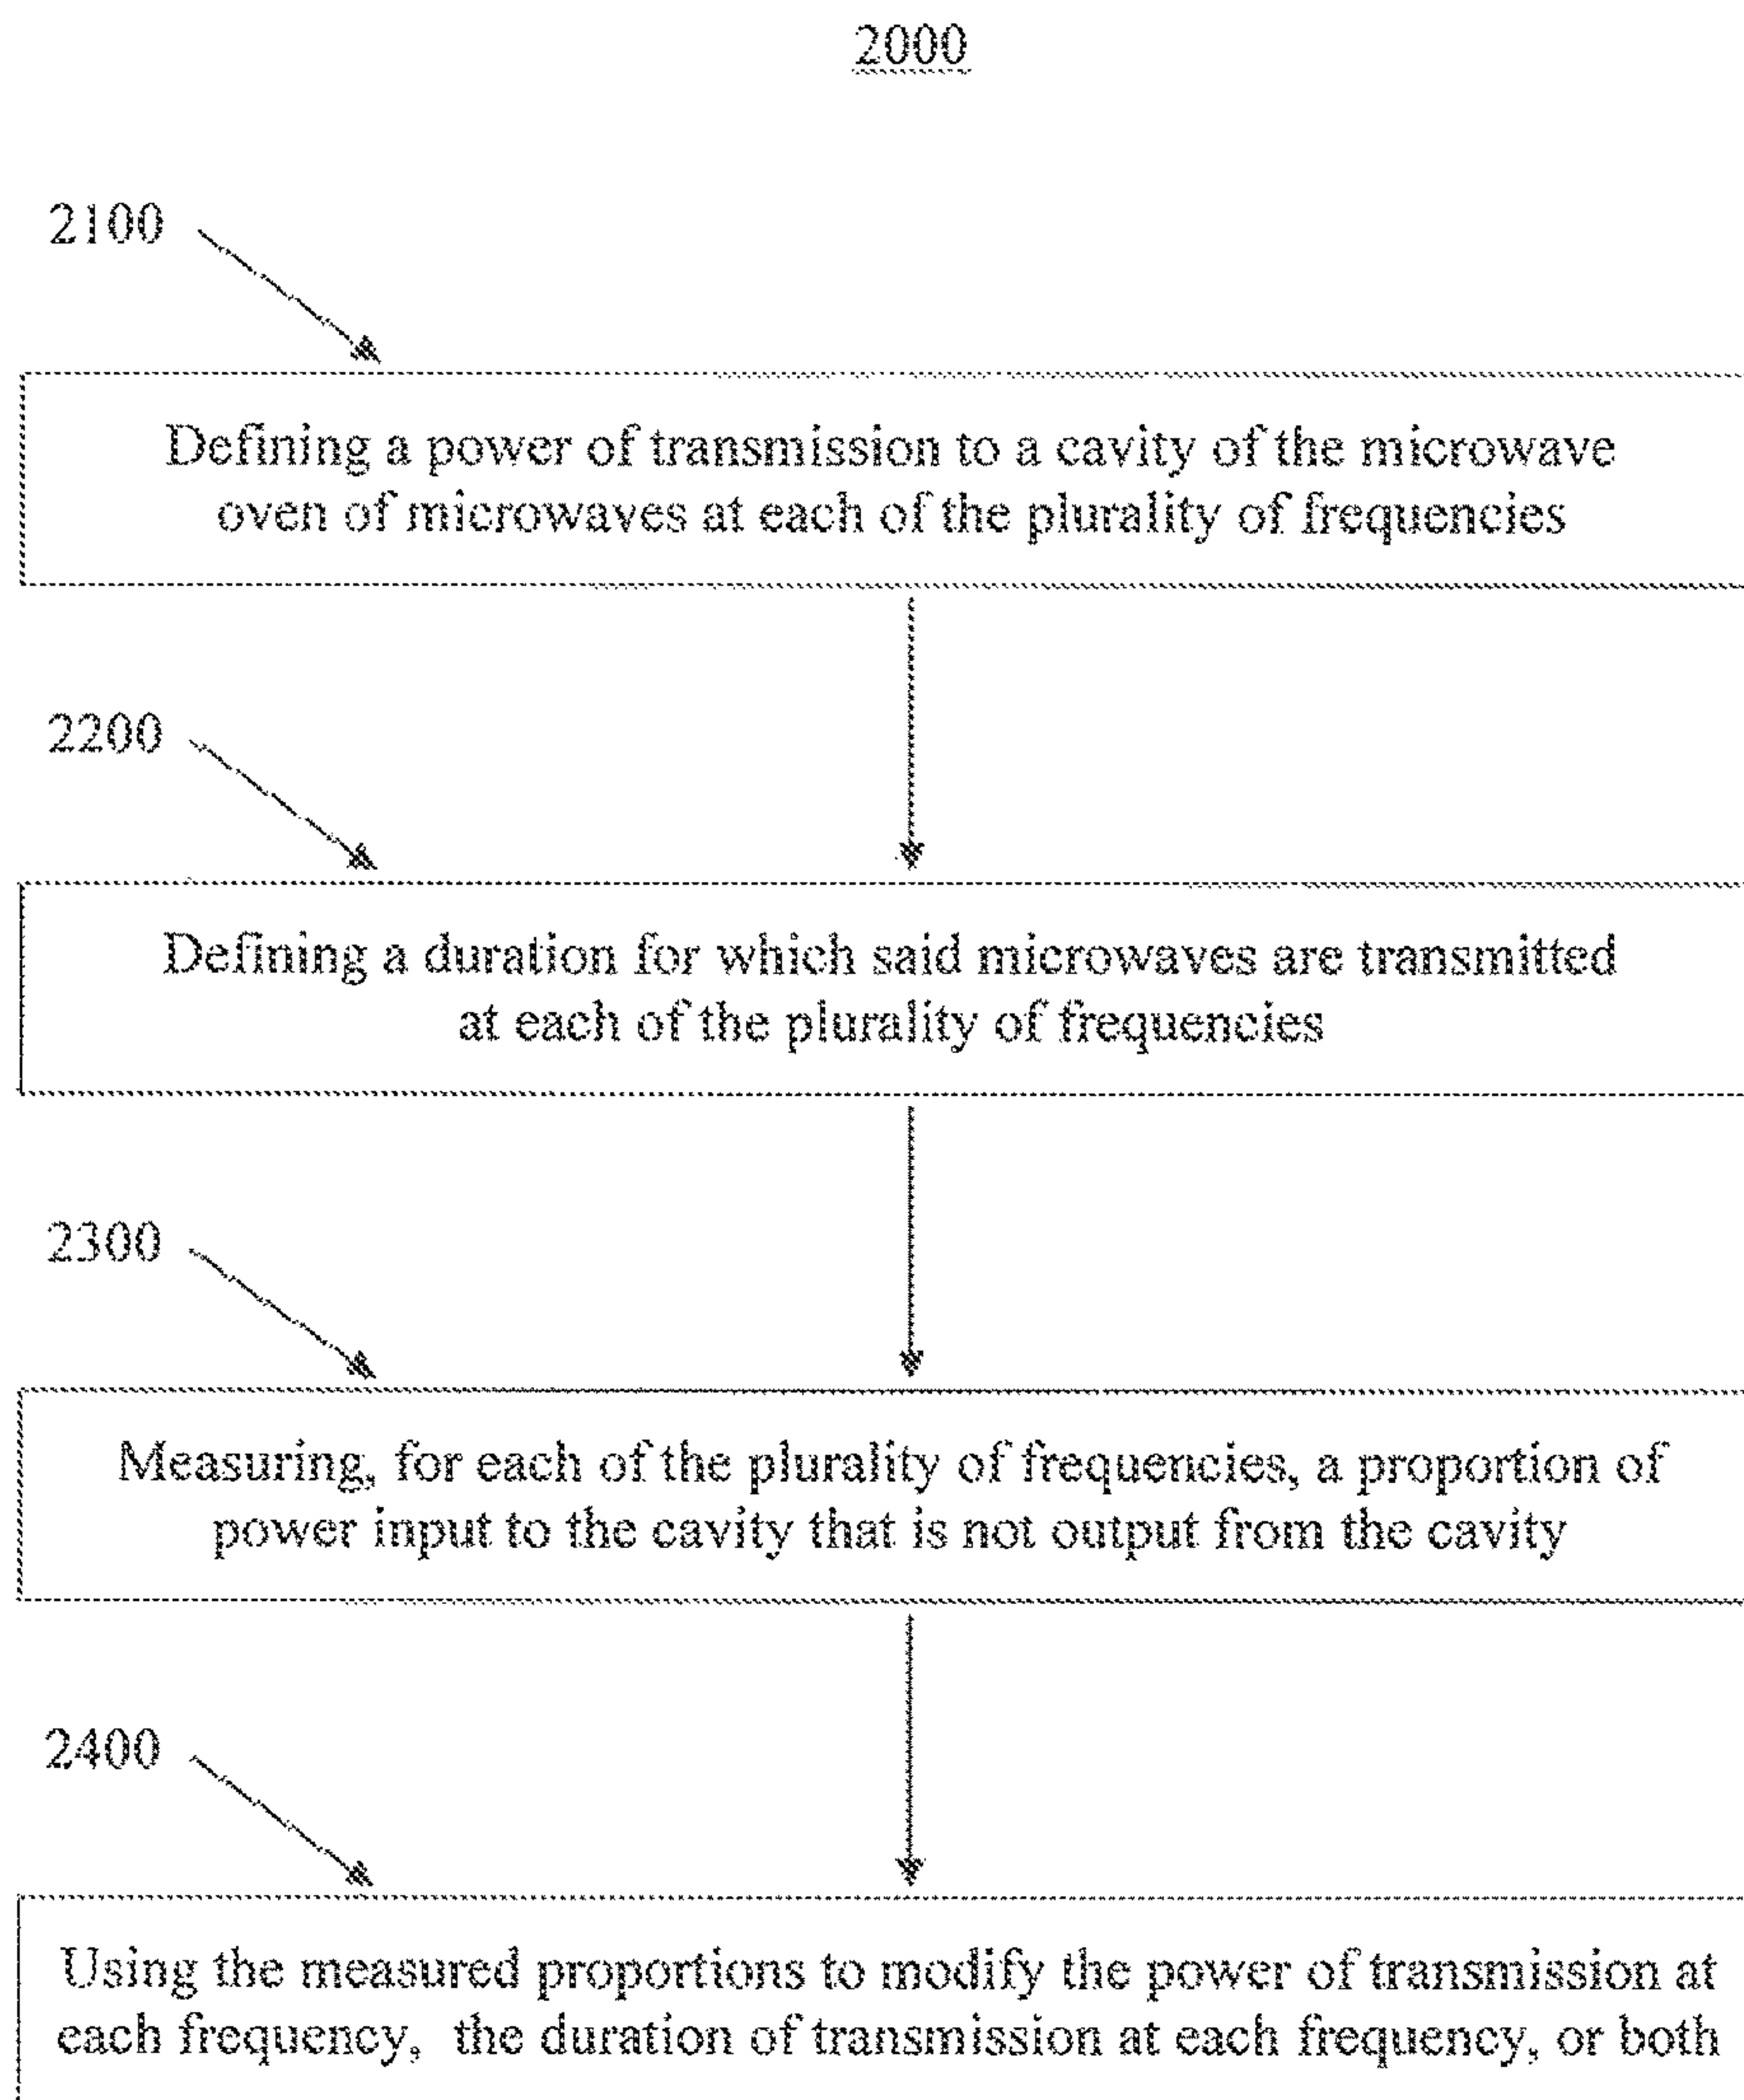 2000
2100
Defining a power of transmission to a cavity of the microwave
oven of microwaves at each of the plurality of frequencies
2200
Defining a duration for which said microwaves are transmitted
at each of the plurality of frequencies
2300
Measuring, for each of the plurality of frequencies, a proportion of
power input to the cavity that is not output from the cavity
2400
Using the measured proportions to modify the power of transmission at
each frequency, the duration of transmission at each frequency, or both